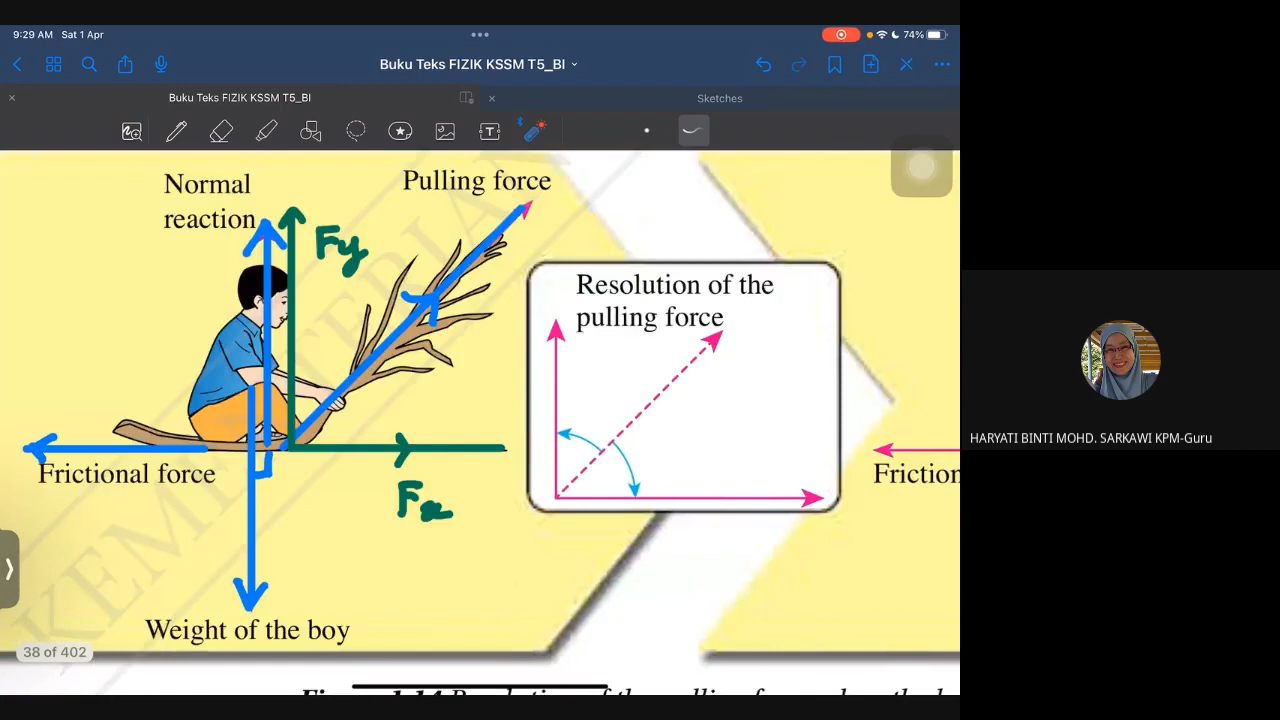 9:29 AM Sat 1 Apr
74%
Buku Teks FIZIK KSSM T5_BI
Buku Teks FIZIK KSSM T5_BI
Sketches
Normal
reaction
Pulling force
Fy
Resolution of the
pulling force
Frictional force
Fx
Friction
HARYATI BINTI MOHD. SARKAWI KPM-Guru
Weight of the boy
38 of 402
KEMENTERIAN